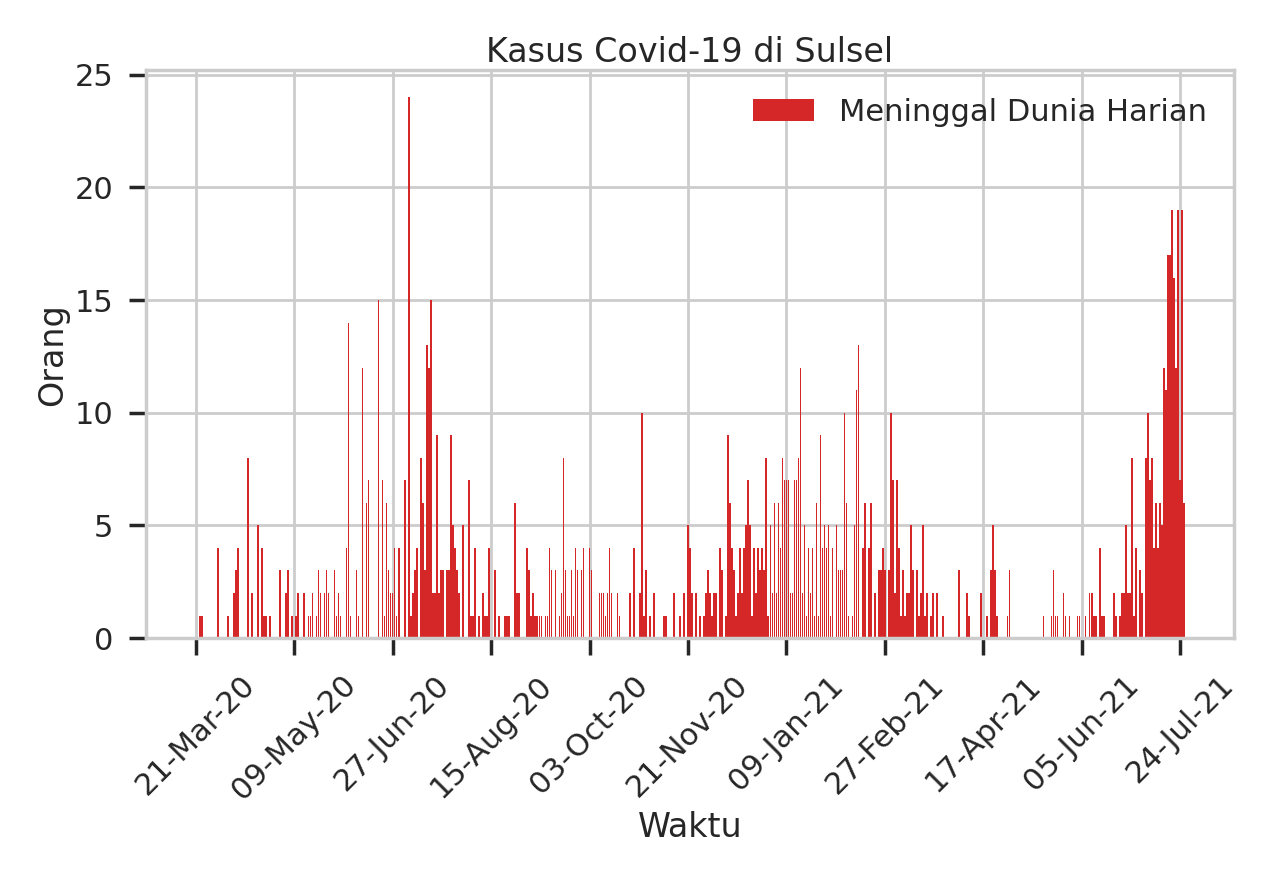 Kasus Covid-19 di Sulsel
Meninggal Dunia Harian
Orang
25
20
15
10
5
0
21-Mar-20
09-May-20
27-Jun-20
15-Aug-20
03-Oct-20
21-Nov-20
09-Jan-21
27-Feb-21
17-Apr-21
05-Jun-21
24-Jul-21
Waktu